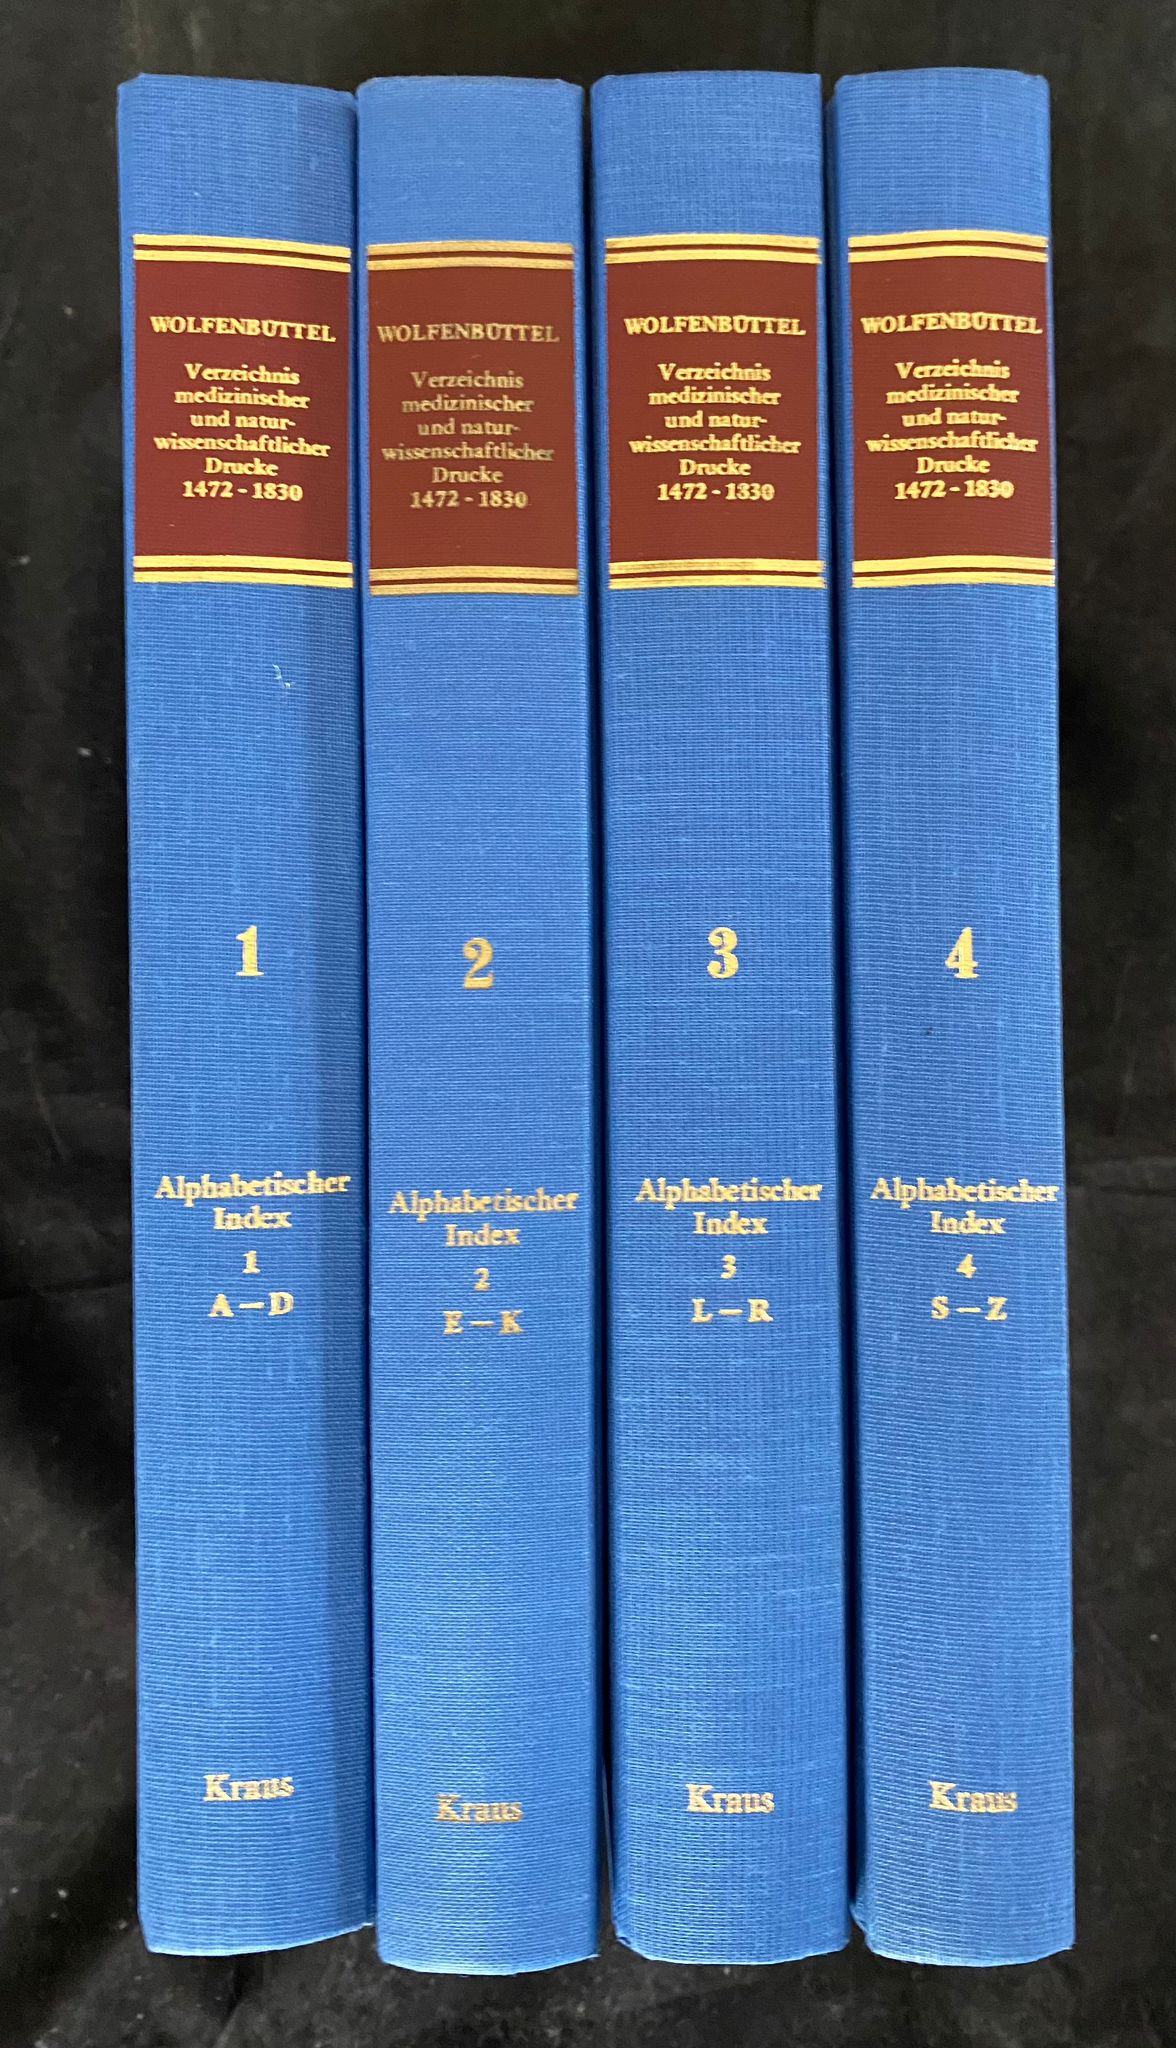 WOLFENBÜTTEL
Verzeichnis
medizinischer
und natur-
wissenschaftlicher
Drucke
1472 - 1830
1
Alphabetischer
Index
1
A – D
Kraus
WOLFENBÜTTEL
Verzeichnis
medizinischer
und natur-
wissenschaftlicher
Drucke
1472 - 1830
2
Alphabetischer
Index
2
E – K
Kraus
WOLFENBÜTTEL
Verzeichnis
medizinischer
und natur-
wissenschaftlicher
Drucke
1472 - 1830
3
Alphabetischer
Index
3
L – R
Kraus
WOLFENBÜTTEL
Verzeichnis
medizinischer
und natur-
wissenschaftlicher
Drucke
1472 - 1830
4
Alphabetischer
Index
4
S – Z
Kraus